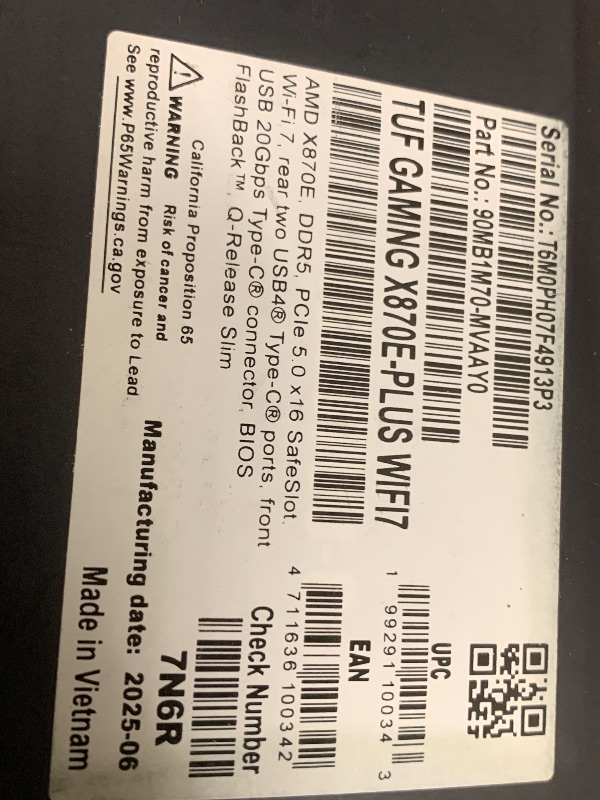 Serial No.: T6M0PH07F4913P3
Part No.: 90MB1M70-MVAAY0
TUF GAMING X870E-PLUS WIFI7
AMD X870E, DDR5, PCIe 5.0 x16 SafeSlot,
Wi-Fi 7, rear two USB4® Type-C® ports, front
USB 20Gbps Type-C® connector, BIOS
FlashBack™, Q-Release Slim
California Proposition 65
WARNING Risk of cancer and
reproductive harm from exposure to Lead.
See www.P65Warnings.ca.gov
UPC
1 99291 10034 3
EAN
4 711636 100342
Check Number
7N6R
Manufacturing date: 2025-06
Made in Vietnam